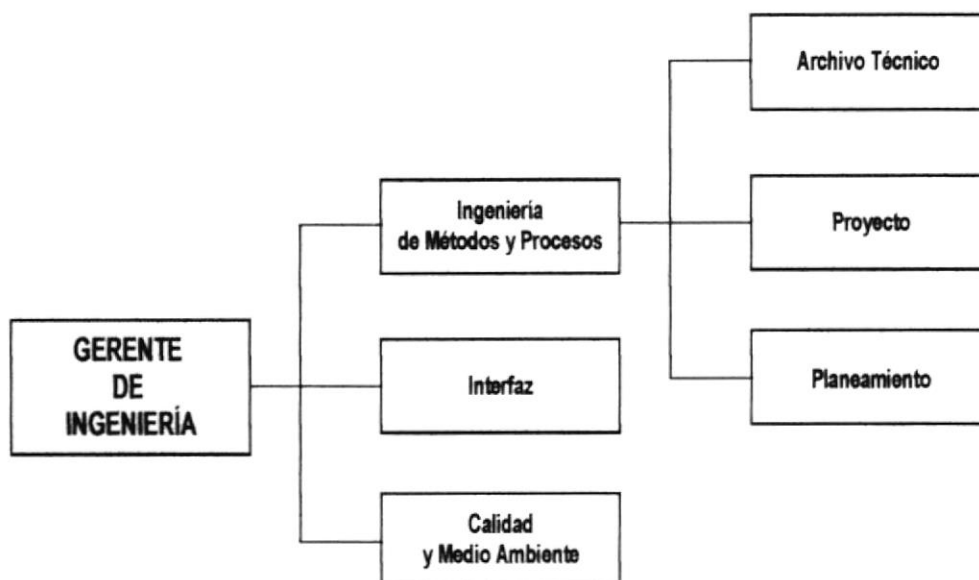 Archivo Técnico
Ingeniería
de Métodos y Procesos
Proyecto
GERENTE
DE
INGENIERÍA
Interfaz
Planeamiento
Calidad
y Medio Ambiente